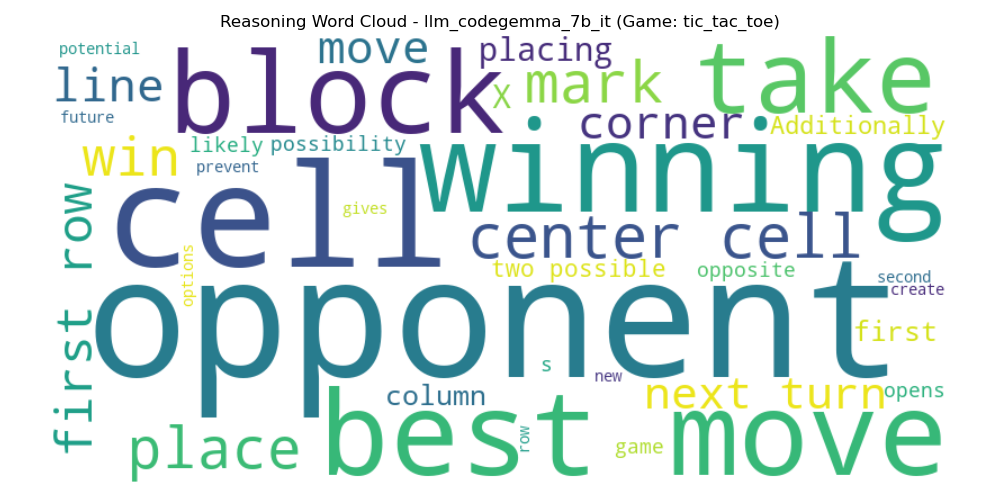 Reasoning Word Cloud - llm_codegemma_7b_it (Game: tic_tac_toe)
potential move placing
line block X mark take
future corner Additionally
win likely possibility winning
prevent
first row cell gives center cell
options two possible opposite second
create
opponent first
s new
column next turn opens
place best row game move